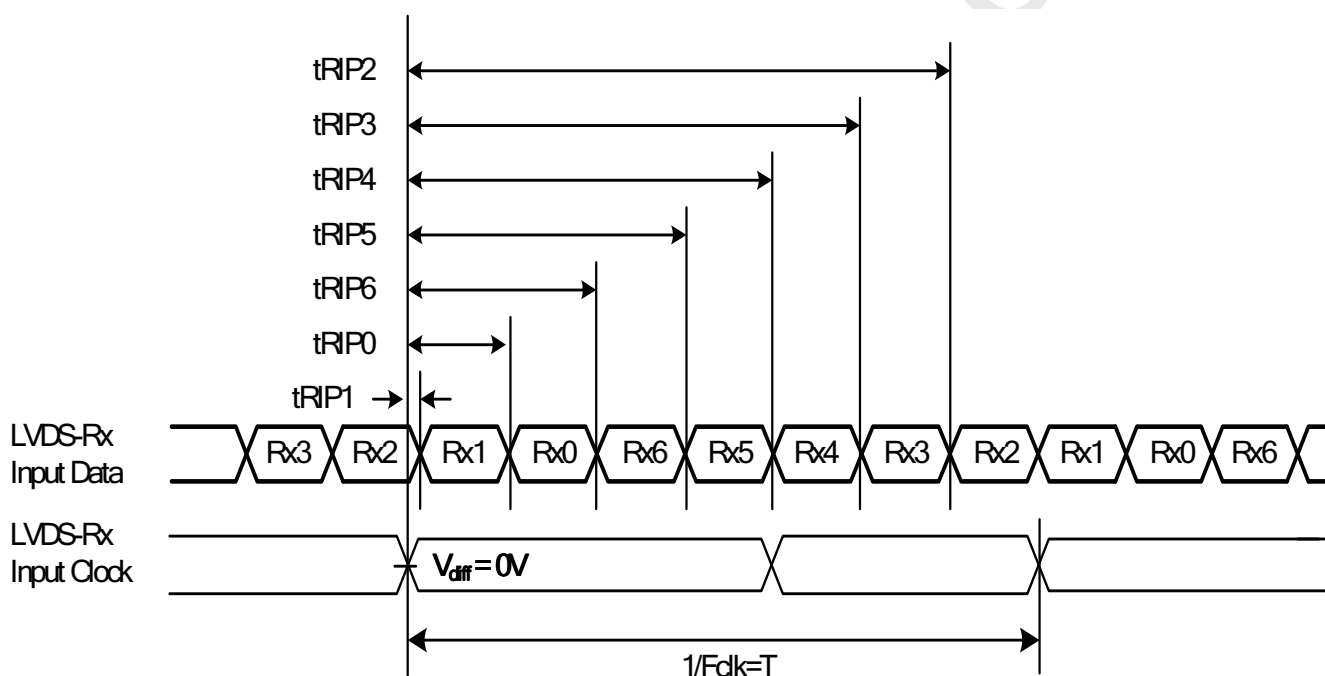 tRIP2
tRIP3
tRIP4
tRIP5
tRIP6
tRIP0
tRIP1
LVDS-Rx
Input Data
Rx3 Rx2 Rx1 Rx0 Rx6 Rx5 Rx4 Rx3 Rx2 Rx1 Rx0 Rx6
LVDS-Rx
Input Clock
Vdiff = 0V
1/Fclk=T